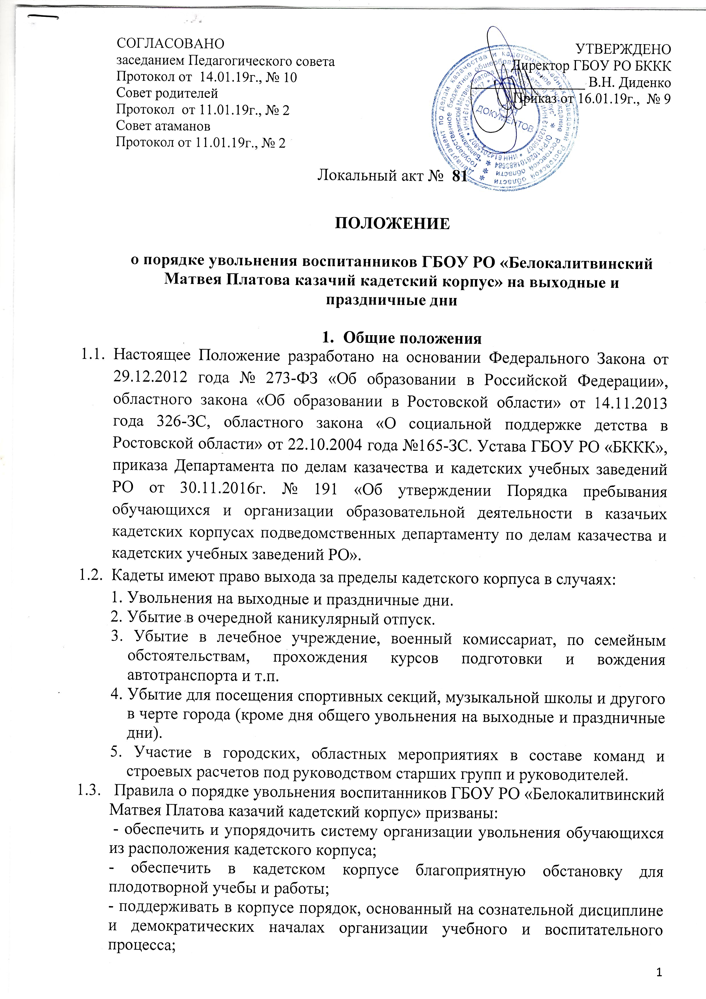 СОГЛАСОВАНО
заседанием Педагогического совета
Протокол от 14.01.19г., № 10
Совет родителей
Протокол от 11.01.19г., № 2
Совет атаманов
Протокол от 11.01.19г., № 2
УТВЕРЖДЕНО
Директор ГБОУ РО БККК
______________ В.Н. Диденко
Приказ от 16.01.19г., № 9
ДЛЯ
ДОКУМЕНТОВ
Локальный акт № 81
ПОЛОЖЕНИЕ
о порядке увольнения воспитанников ГБОУ РО «Белокалитвинский
Матвея Платова казачий кадетский корпус» на выходные и
праздничные дни
1. Общие положения
1.1. Настоящее Положение разработано на основании Федерального Закона от
29.12.2012 года № 273-ФЗ «Об образовании в Российской Федерации»,
областного закона «Об образовании в Ростовской области» от 14.11.2013
года 326-ЗС, областного закона «О социальной поддержке детства в
Ростовской области» от 22.10.2004 года №165-ЗС. Устава ГБОУ РО «БККК»,
приказа Департамента по делам казачества и кадетских учебных заведений
РО от 30.11.2016г. № 191 «Об утверждении Порядка пребывания
обучающихся и организации образовательной деятельности в казачьих
кадетских корпусах подведомственных департаменту по делам казачества и
кадетских учебных заведений РО».
1.2. Кадеты имеют право выхода за пределы кадетского корпуса в случаях:
1. Увольнения на выходные и праздничные дни.
2. Убытие в очередной каникулярный отпуск.
3. Убытие в лечебное учреждение, военный комиссариат, по семейным
обстоятельствам, прохождения курсов подготовки и вождения
автотранспорта и т.п.
4. Убытие для посещения спортивных секций, музыкальной школы и другого
в черте города (кроме дня общего увольнения на выходные и праздничные
дни).
5. Участие в городских, областных мероприятиях в составе команд и
строевых расчетов под руководством старших групп и руководителей.
1.3. Правила о порядке увольнения воспитанников ГБОУ РО «Белокалитвинский
Матвея Платова казачий кадетский корпус» призваны:
- обеспечить и упорядочить систему организации увольнения обучающихся
из расположения кадетского корпуса;
- обеспечить в кадетском корпусе благоприятную обстановку для
плодотворной учебы и работы;
- поддерживать в корпусе порядок, основанный на сознательной дисциплине
и демократических началах организации учебного и воспитательного
процесса;
1